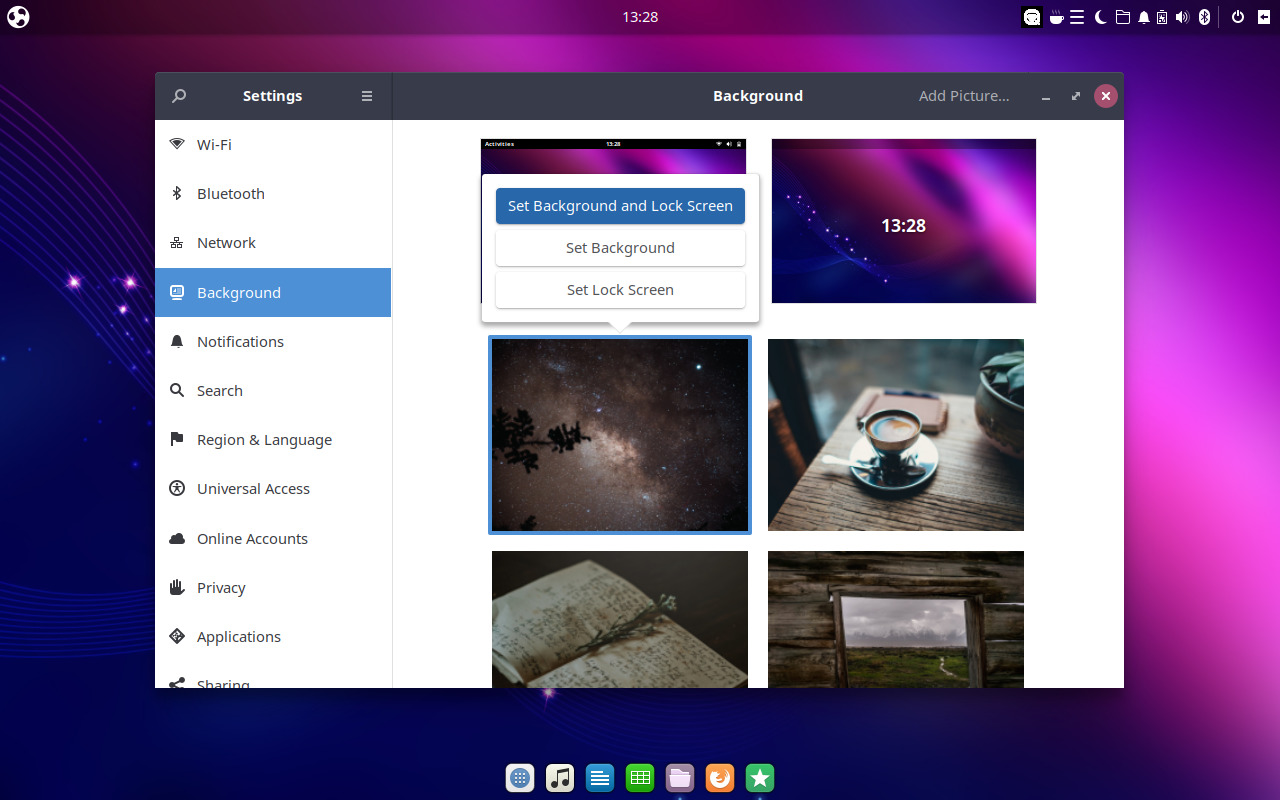 13:28
Settings
Background
Add Picture...
Wi-Fi
Bluetooth
Network
Background
Notifications
Search
Region & Language
Universal Access
Online Accounts
Privacy
Applications
Sharing
Activities
13:28
13:28
Set Background and Lock Screen
Set Background
Set Lock Screen